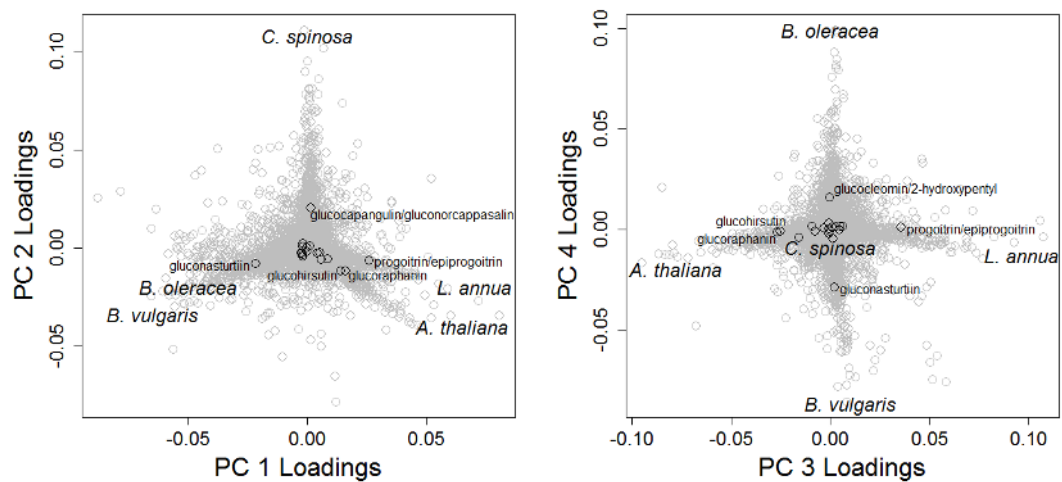 C. spinosa
0.10
0.05
0.00
-0.05
PC 2 Loadings
glucocapangulin/gluconorcappasalin
gluconasturtiin
glucohirsutin
progoitrin/epiprogoitrin
glucoraphanin
B. oleracea
L. annua
B. vulgaris
A. thaliana
-0.05
0.00
0.05
PC 1 Loadings
B. oleracea
0.10
0.05
0.00
-0.05
PC 4 Loadings
glucocleomin/2-hydroxypentyl
glucohirsutin
progoitrin/epiprogoitrin
glucoraphanin
C. spinosa
L. annua
A. thaliana
gluconasturtiin
B. vulgaris
-0.10
-0.05
0.00
0.05
0.10
PC 3 Loadings